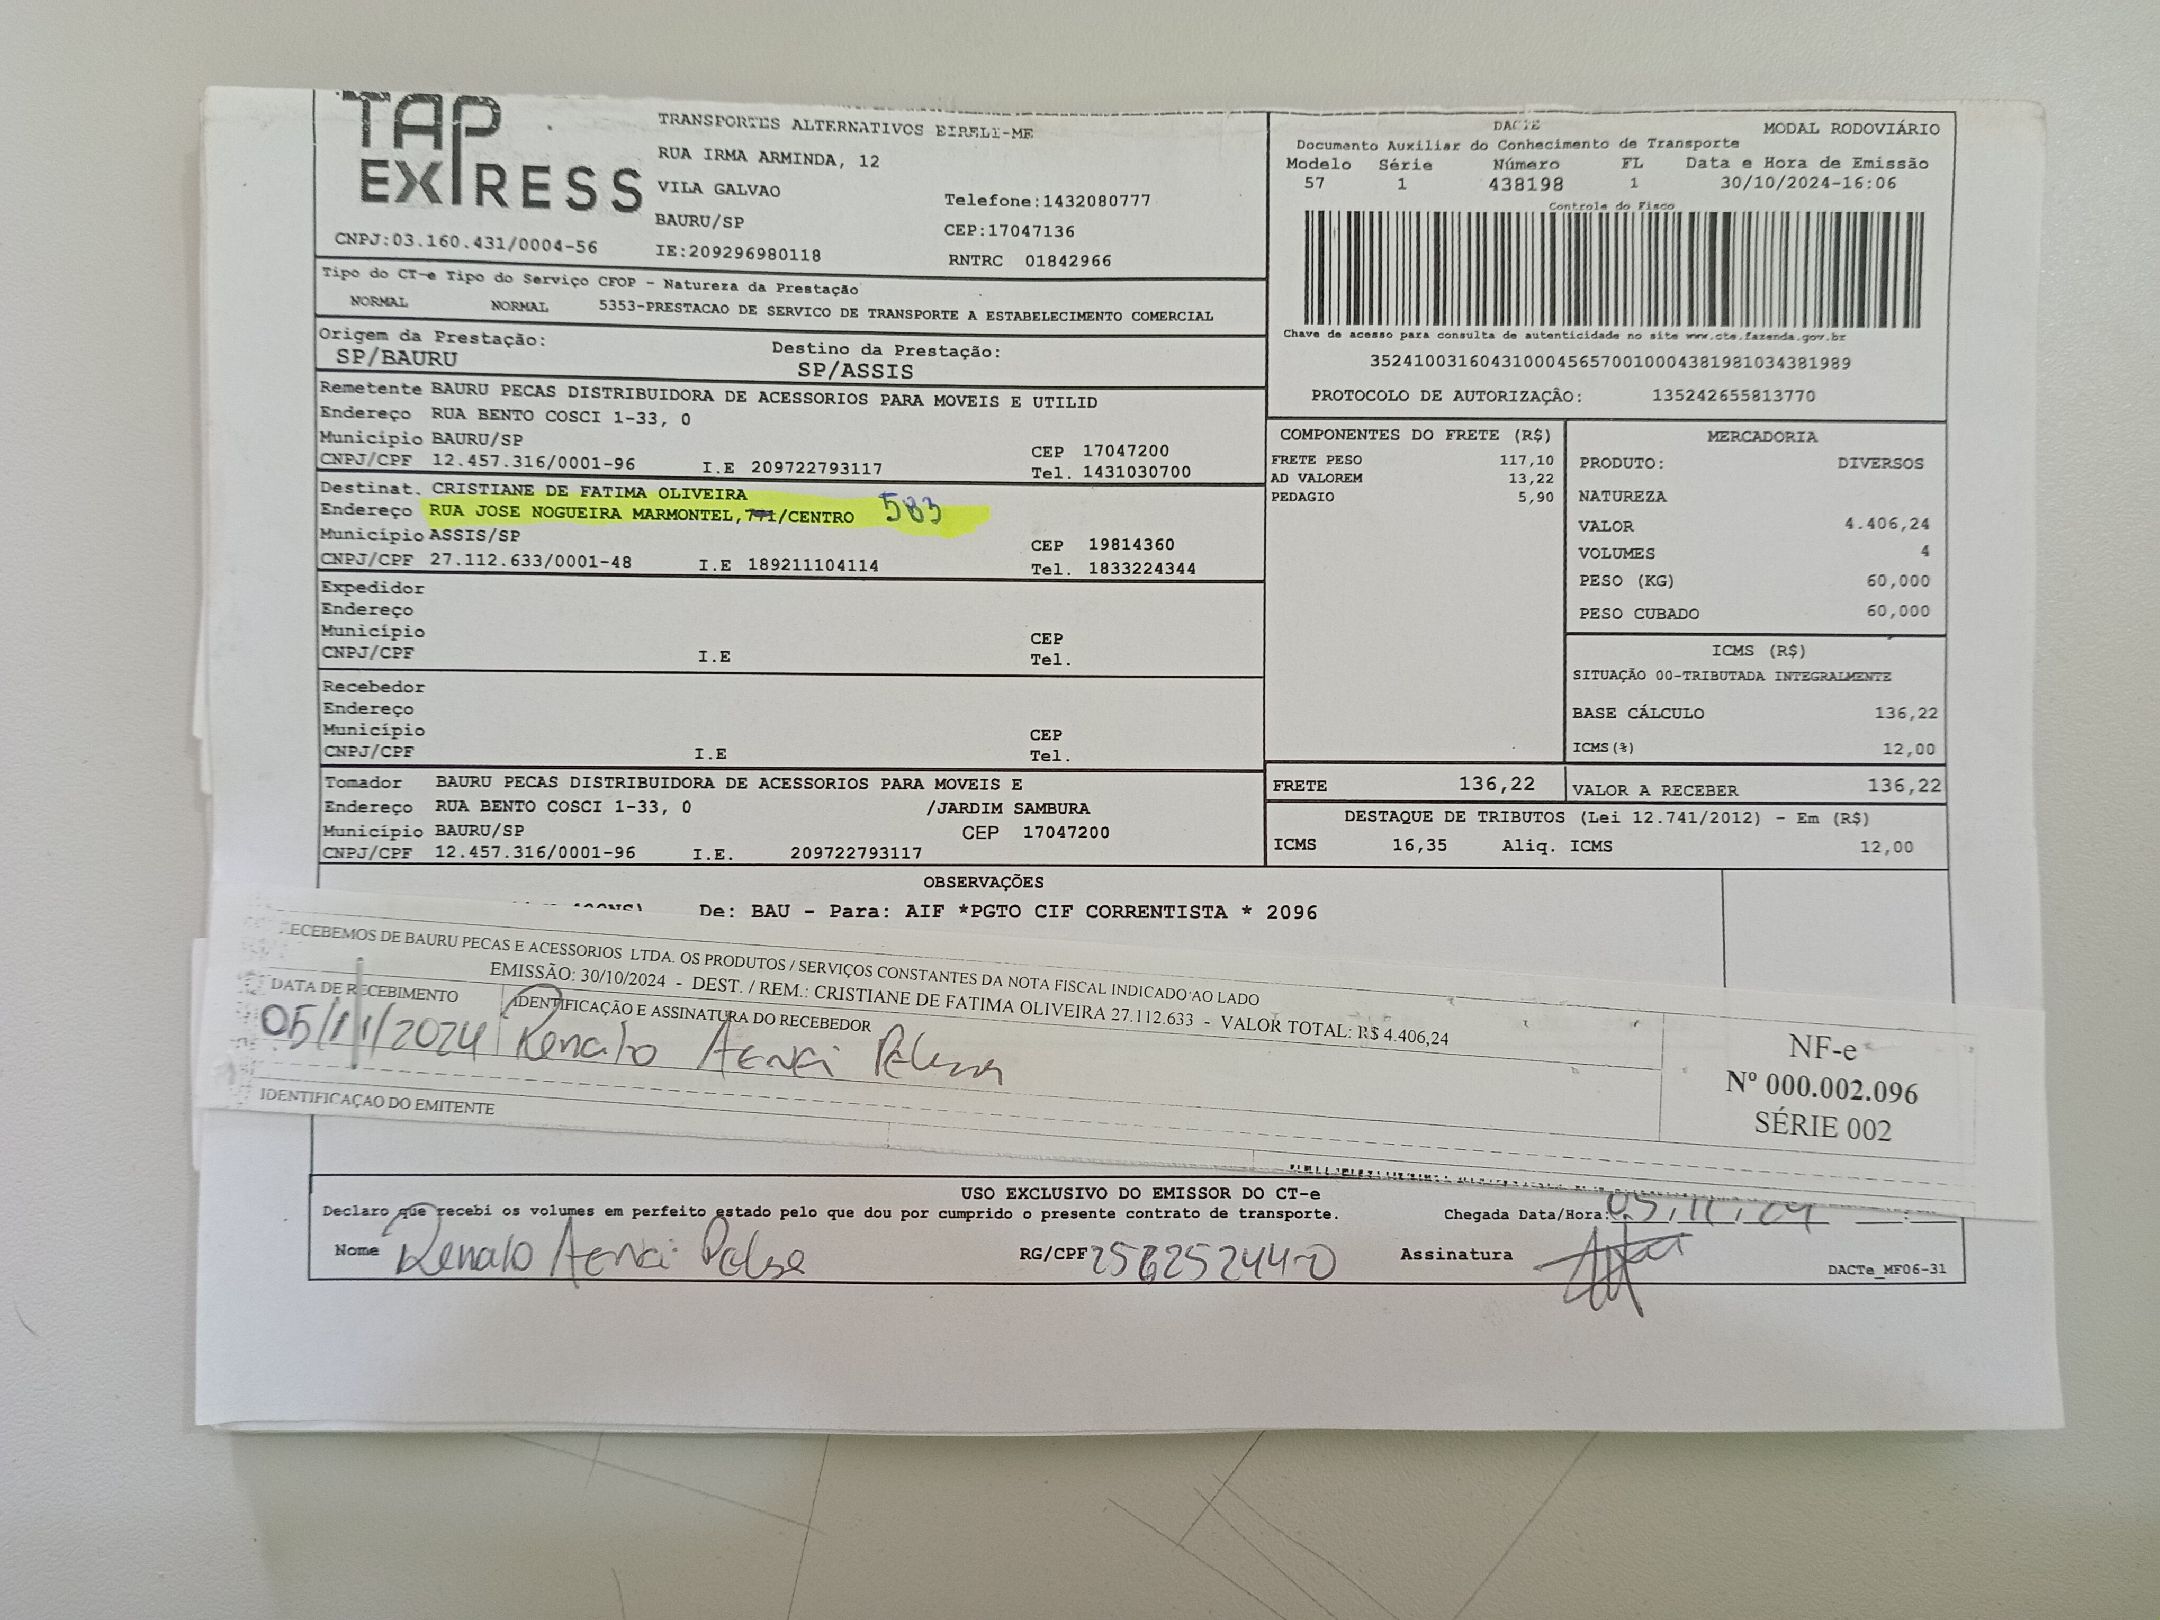 TAP EXPRESS
TRANSPORTES ALTERNATIVOS EIRELI-ME
RUA IRMA ARMINDA, 12
VILA GALVAO
Telefone:1432080777
BAURU/SP
CEP:17047136
CNPJ:03.160.431/0004-56
IE:209296980118
RNTRC 01842966
DACTE
MODAL RODOVIÁRIO
Documento Auxiliar do Conhecimento de Transporte
Modelo Série Número FL Data e Hora de Emissão
57 1 438198 1 30/10/2024-16:06
Controle do Fisco
Chave de acesso para consulta de autenticidade no site www.cte.fazenda.gov.br
35241003160431000456570010004381981034381989
PROTOCOLO DE AUTORIZAÇÃO: 135242655813770
Tipo do CT-e Tipo do Serviço CFOP - Natureza da Prestação
NORMAL NORMAL 5353-PRESTACAO DE SERVICO DE TRANSPORTE A ESTABELECIMENTO COMERCIAL
Origem da Prestação:
SP/BAURU
Destino da Prestação:
SP/ASSIS
Remetente BAURU PECAS DISTRIBUIDORA DE ACESSORIOS PARA MOVEIS E UTILID
Endereço RUA BENTO COSCI 1-33, 0
Município BAURU/SP CEP 17047200
CNPJ/CPF 12.457.316/0001-96 I.E 209722793117 Tel. 1431030700
Destinat. CRISTIANE DE FATIMA OLIVEIRA
Endereço RUA JOSE NOGUEIRA MARMONTEL, /CENTRO 583
Município ASSIS/SP CEP 19814360
CNPJ/CPF 27.112.633/0001-48 I.E 189211104114 Tel. 1833224344
Expedidor
Endereço
Município CEP
CNPJ/CPF I.E Tel.
Recebedor
Endereço
Município CEP
CNPJ/CPF I.E Tel.
Tomador BAURU PECAS DISTRIBUIDORA DE ACESSORIOS PARA MOVEIS E
Endereço RUA BENTO COSCI 1-33, 0 /JARDIM SAMBURA
Município BAURU/SP CEP 17047200
CNPJ/CPF 12.457.316/0001-96 I.E. 209722793117
COMPONENTES DO FRETE (R$)
FRETE PESO 117,10
AD VALOREM 13,22
PEDAGIO 5,90
MERCADORIA
PRODUTO: DIVERSOS
NATUREZA
VALOR 4.406,24
VOLUMES 4
PESO (KG) 60,000
PESO CUBADO 60,000
ICMS (R$)
SITUAÇÃO 00-TRIBUTADA INTEGRALMENTE
BASE CÁLCULO 136,22
ICMS(%) 12,00
FRETE 136,22
VALOR A RECEBER 136,22
DESTAQUE DE TRIBUTOS (Lei 12.741/2012) - Em (R$)
ICMS 16,35 Aliq. ICMS 12,00
OBSERVAÇÕES
De: BAU - Para: AIF *PGTO CIF CORRENTISTA * 2096
RECEBEMOS DE BAURU PECAS E ACESSORIOS LTDA. OS PRODUTOS / SERVIÇOS CONSTANTES DA NOTA FISCAL INDICADO AO LADO
EMISSÃO: 30/10/2024 - DEST. / REM.: CRISTIANE DE FATIMA OLIVEIRA 27.112.633 - VALOR TOTAL: R$ 4.406,24
DATA DE RECEBIMENTO
IDENTIFICAÇÃO E ASSINATURA DO RECEBEDOR
05/11/2024 Renato
NF-e
Nº 000.002.096
SÉRIE 002
IDENTIFICAÇAO DO EMITENTE
USO EXCLUSIVO DO EMISSOR DO CT-e
Declaro que recebi os volumes em perfeito estado pelo que dou por cumprido o presente contrato de transporte.
Chegada Data/Hora: 05/11/24
Nome Renato
RG/CPF 25625244-0
Assinatura
DACTe_MF06-31